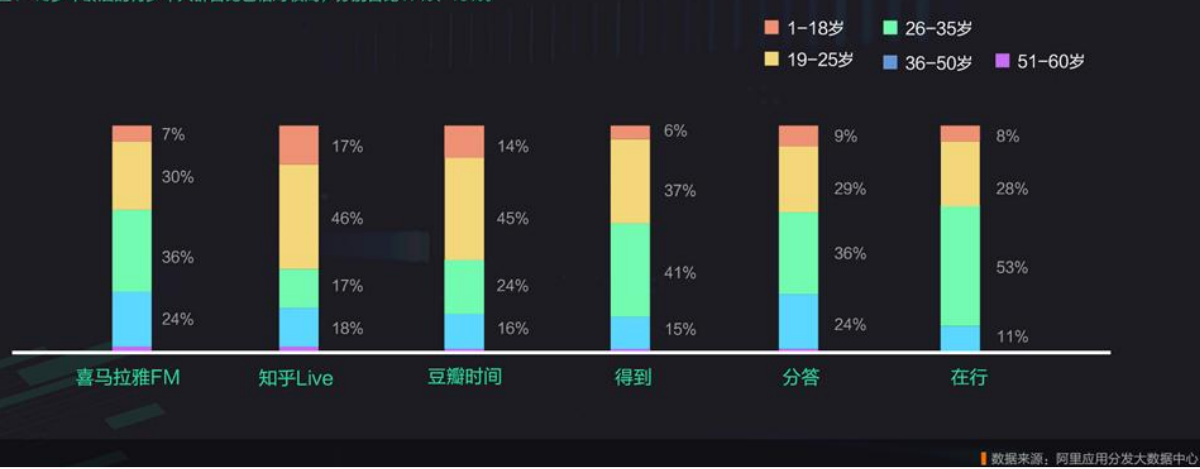 1-18岁 26-35岁
19-25岁 36-50岁 51-60岁
7% 17% 14% 6% 9% 8%
30% 46% 45% 37% 29% 28%
36% 17% 24% 41% 36% 53%
24% 18% 16% 15% 24% 11%
喜马拉雅FM 知乎Live 豆瓣时间 得到 分答 在行
数据来源：阿里应用分发大数据中心